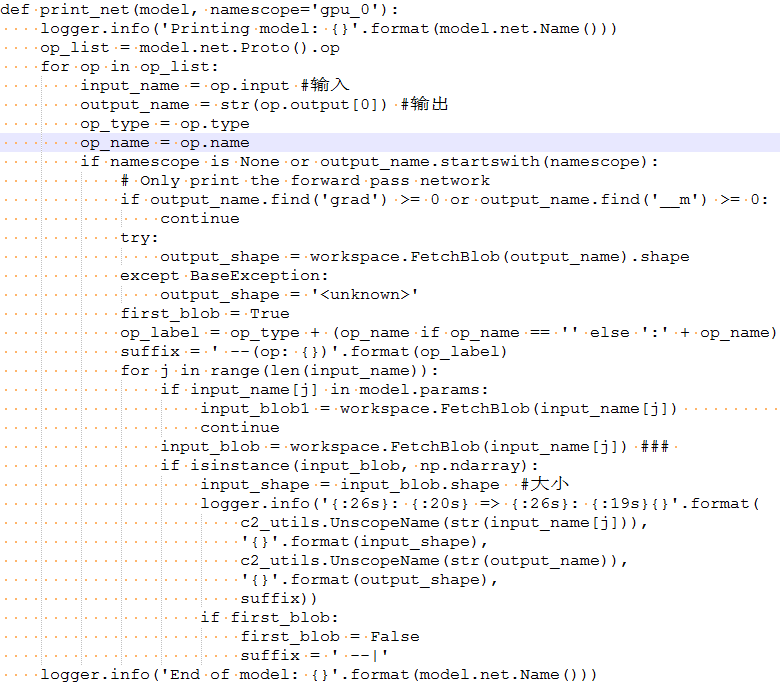 def print_net(model, namescope='gpu_0'):
    logger.info('Printing model: {}'.format(model.net.Name()))
    op_list = model.net.Proto().op
    for op in op_list:
        input_name = op.input #输入
        output_name = str(op.output[0]) #输出
        op_type = op.type
        op_name = op.name
        if namescope is None or output_name.startswith(namescope):
            # Only print the forward pass network
            if output_name.find('grad') >= 0 or output_name.find('__m') >= 0:
                continue
            try:
                output_shape = workspace.FetchBlob(output_name).shape
            except BaseException:
                output_shape = '<unknown>'
            first_blob = True
            op_label = op_type + (op_name if op_name == '' else ':' + op_name)
            suffix = ' --(op: {})'.format(op_label)
            for j in range(len(input_name)):
                if input_name[j] in model.params:
                    input_blob1 = workspace.FetchBlob(input_name[j])
                    continue
                input_blob = workspace.FetchBlob(input_name[j]) ###
                if isinstance(input_blob, np.ndarray):
                    input_shape = input_blob.shape  #大小
                    logger.info('{:26s}: {:20s} => {:26s}: {:19s}{}'.format(
                        c2_utils.UnscopeName(str(input_name[j])),
                        '{}'.format(input_shape),
                        c2_utils.UnscopeName(str(output_name)),
                        '{}'.format(output_shape),
                        suffix))
                    if first_blob:
                        first_blob = False
                        suffix = ' --|'
    logger.info('End of model: {}'.format(model.net.Name()))